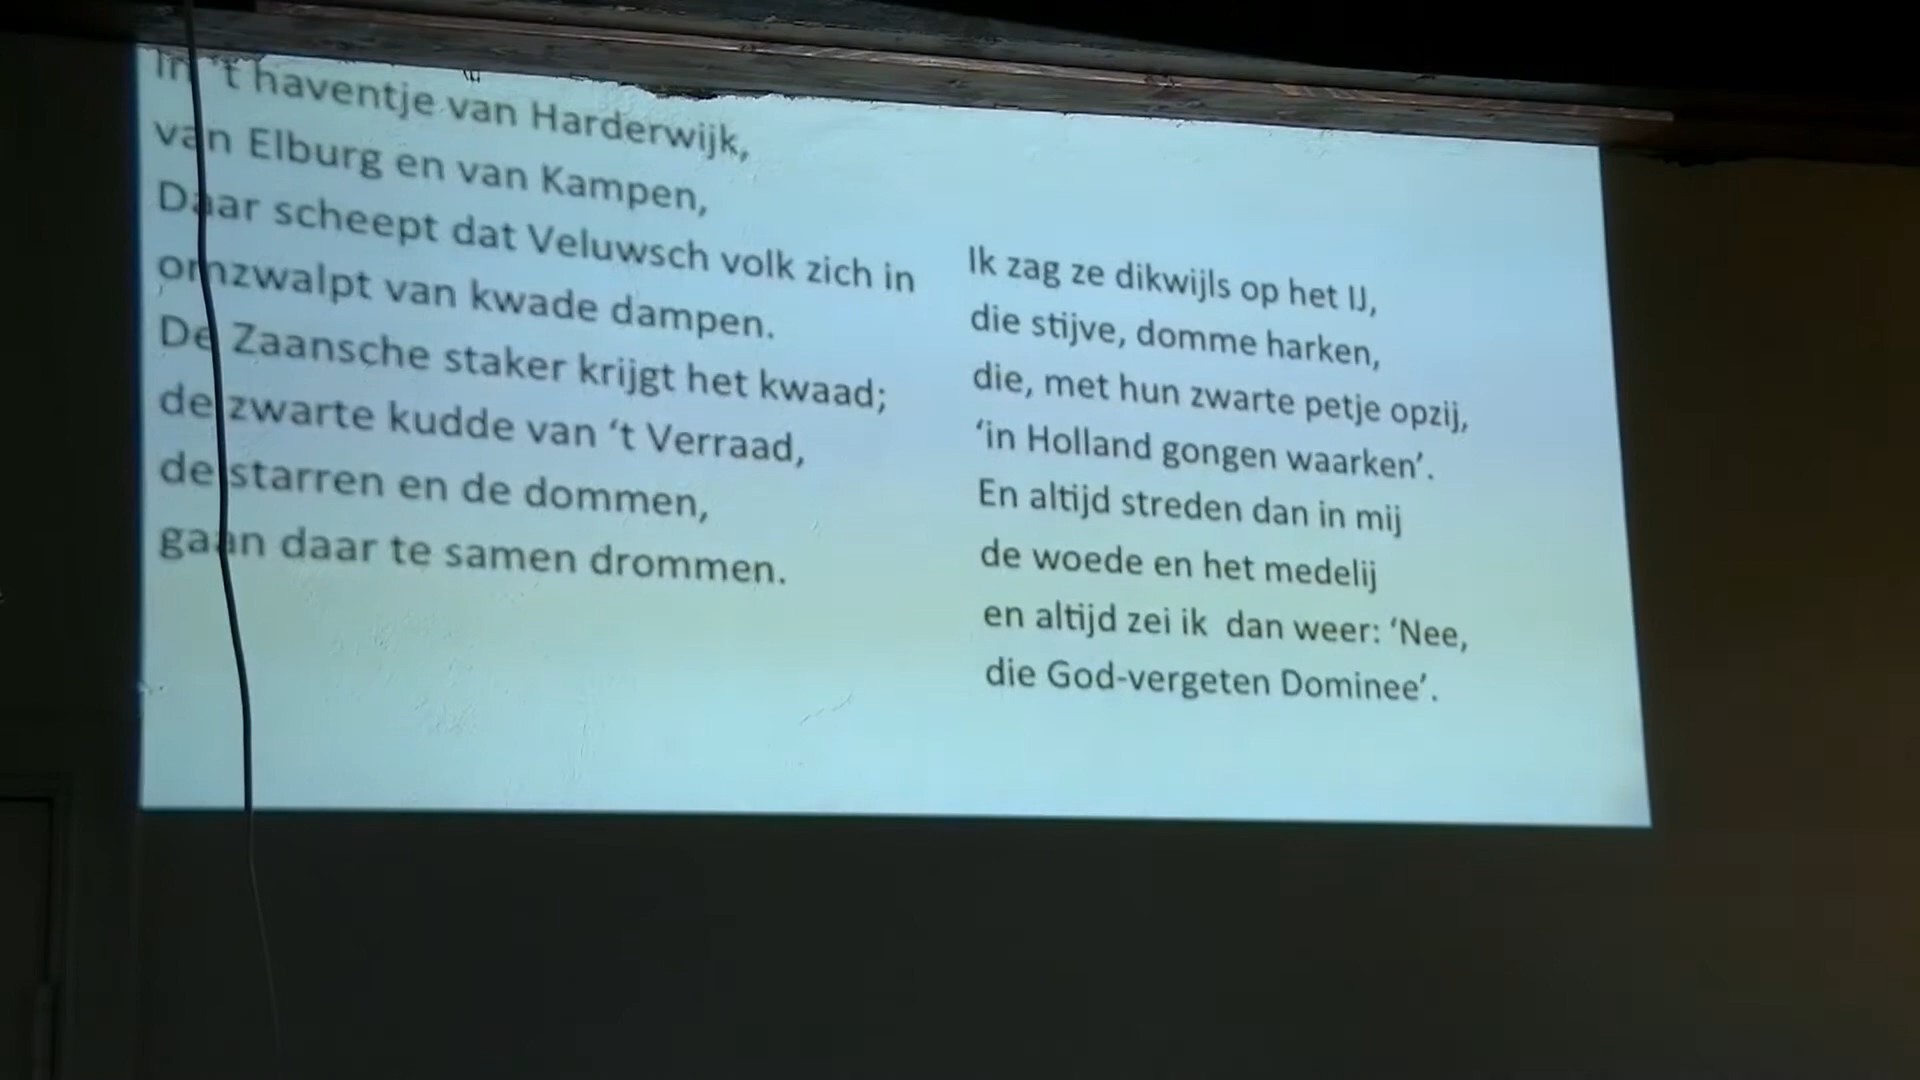 In 't haventje van Harderwijk,
van Elburg en van Kampen,
Daar scheept dat Veluwsch volk zich in
omzwalpt van kwade dampen.
De Zaansche staker krijgt het kwaad;
de zwarte kudde van ‘t Verraad,
de starren en de dommen,
gaan daar te samen drommen.
Ik zag ze dikwijls op het IJ,
die stijve, domme harken,
die, met hun zwarte petje opzij,
‘in Holland gongen waarken’.
En altijd streden dan in mij
de woede en het medelij
en altijd zei ik dan weer: ‘Nee,
die God-vergeten Dominee’.